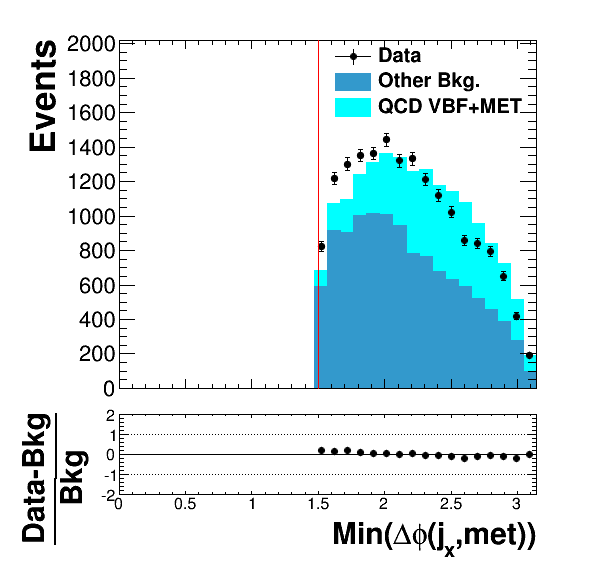 Events
2000
1800
1600
1400
1200
1000
800
600
400
200
0
Data
Other Bkg.
QCD VBF+MET
Data-Bkg
Bkg
2
1
0
-1
-2
0 0.5 1 1.5 2 2.5 3
Min(Δϕ(jₓ,met))